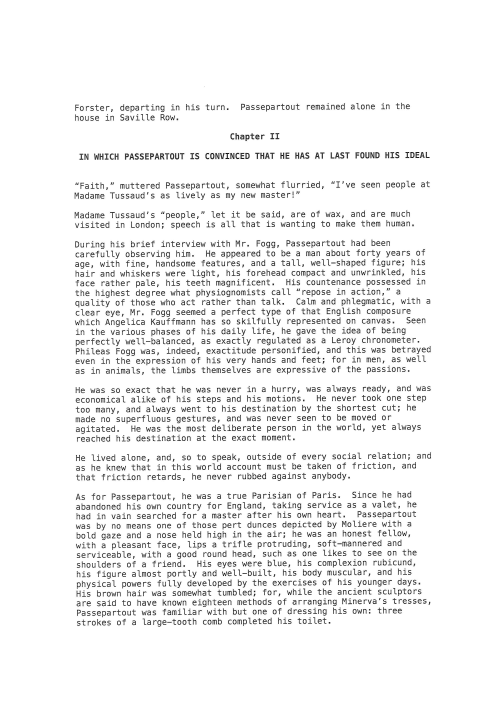 Forster, departing in his turn.  Passepartout remained alone in the
house in Saville Row.
Chapter II
IN WHICH PASSEPARTOUT IS CONVINCED THAT HE HAS AT LAST FOUND HIS IDEAL
“Faith,” muttered Passepartout, somewhat flurried, “I’ve seen people at
Madame Tussaud’s as lively as my new master!”
Madame Tussaud’s “people,” let it be said, are of wax, and are much
visited in London; speech is all that is wanting to make them human.
During his brief interview with Mr. Fogg, Passepartout had been
carefully observing him.  He appeared to be a man about forty years of
age, with fine, handsome features, and a tall, well-shaped figure; his
hair and whiskers were light, his forehead compact and unwrinkled, his
face rather pale, his teeth magnificent.  His countenance possessed in
the highest degree what physiognomists call “repose in action,” a
quality of those who act rather than talk.  Calm and phlegmatic, with a
clear eye, Mr. Fogg seemed a perfect type of that English composure
which Angelica Kauffmann has so skilfully represented on canvas.  Seen
in the various phases of his daily life, he gave the idea of being
perfectly well-balanced, as exactly regulated as a Leroy chronometer.
Phileas Fogg was, indeed, exactitude personified, and this was betrayed
even in the expression of his very hands and feet; for in men, as well
as in animals, the limbs themselves are expressive of the passions.
He was so exact that he was never in a hurry, was always ready, and was
economical alike of his steps and his motions.  He never took one step
too many, and always went to his destination by the shortest cut; he
made no superfluous gestures, and was never seen to be moved or
agitated.  He was the most deliberate person in the world, yet always
reached his destination at the exact moment.
He lived alone, and, so to speak, outside of every social relation; and
as he knew that in this world account must be taken of friction, and
that friction retards, he never rubbed against anybody.
As for Passepartout, he was a true Parisian of Paris.  Since he had
abandoned his own country for England, taking service as a valet, he
had in vain searched for a master after his own heart.  Passepartout
was by no means one of those pert dunces depicted by Moliere with a
bold gaze and a nose held high in the air; he was an honest fellow,
with a pleasant face, lips a trifle protruding, soft-mannered and
serviceable, with a good round head, such as one likes to see on the
shoulders of a friend.  His eyes were blue, his complexion rubicund,
his figure almost portly and well-built, his body muscular, and his
physical powers fully developed by the exercises of his younger days.
His brown hair was somewhat tumbled; for, while the ancient sculptors
are said to have known eighteen methods of arranging Minerva’s tresses,
Passepartout was familiar with but one of dressing his own: three
strokes of a large-tooth comb completed his toilet.